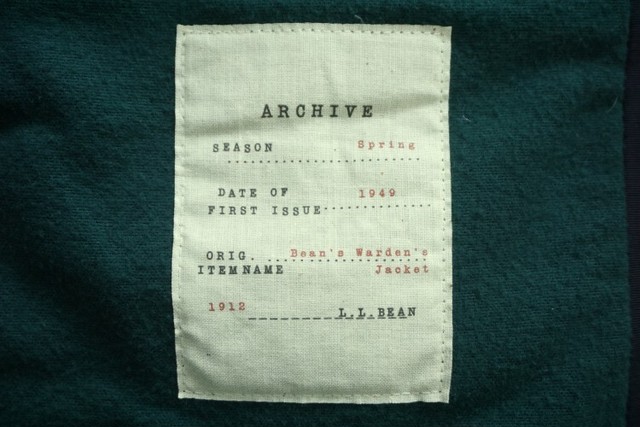 ARCHIVE
SEASON Spring
DATE OF 1949
FIRST ISSUE
ORIG. Bean's Warden's
ITEMNAME Jacket
1912 L.L.BEAN